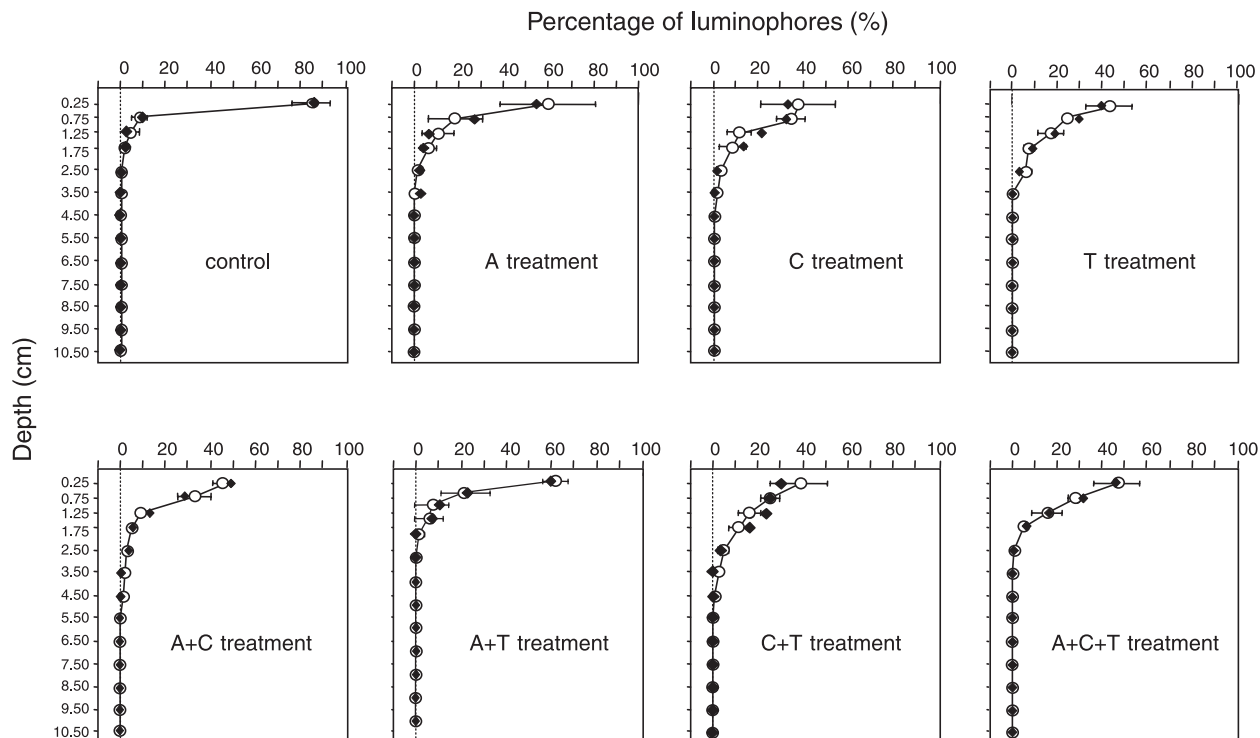 Percentage of luminophores (%)
0 20 40 60 80 100
0 20 40 60 80 100
0 20 40 60 80 100
0 20 40 60 80 100
Depth (cm)
0.25
0.75
1.25
1.75
2.50
3.50
4.50
5.50
6.50
7.50
8.50
9.50
10.50
control
A treatment
C treatment
T treatment
0 20 40 60 80 100
0 20 40 60 80 100
0 20 40 60 80 100
0 20 40 60 80 100
0.25
0.75
1.25
1.75
2.50
3.50
4.50
5.50
6.50
7.50
8.50
9.50
10.50
A+C treatment
A+T treatment
C+T treatment
A+C+T treatment